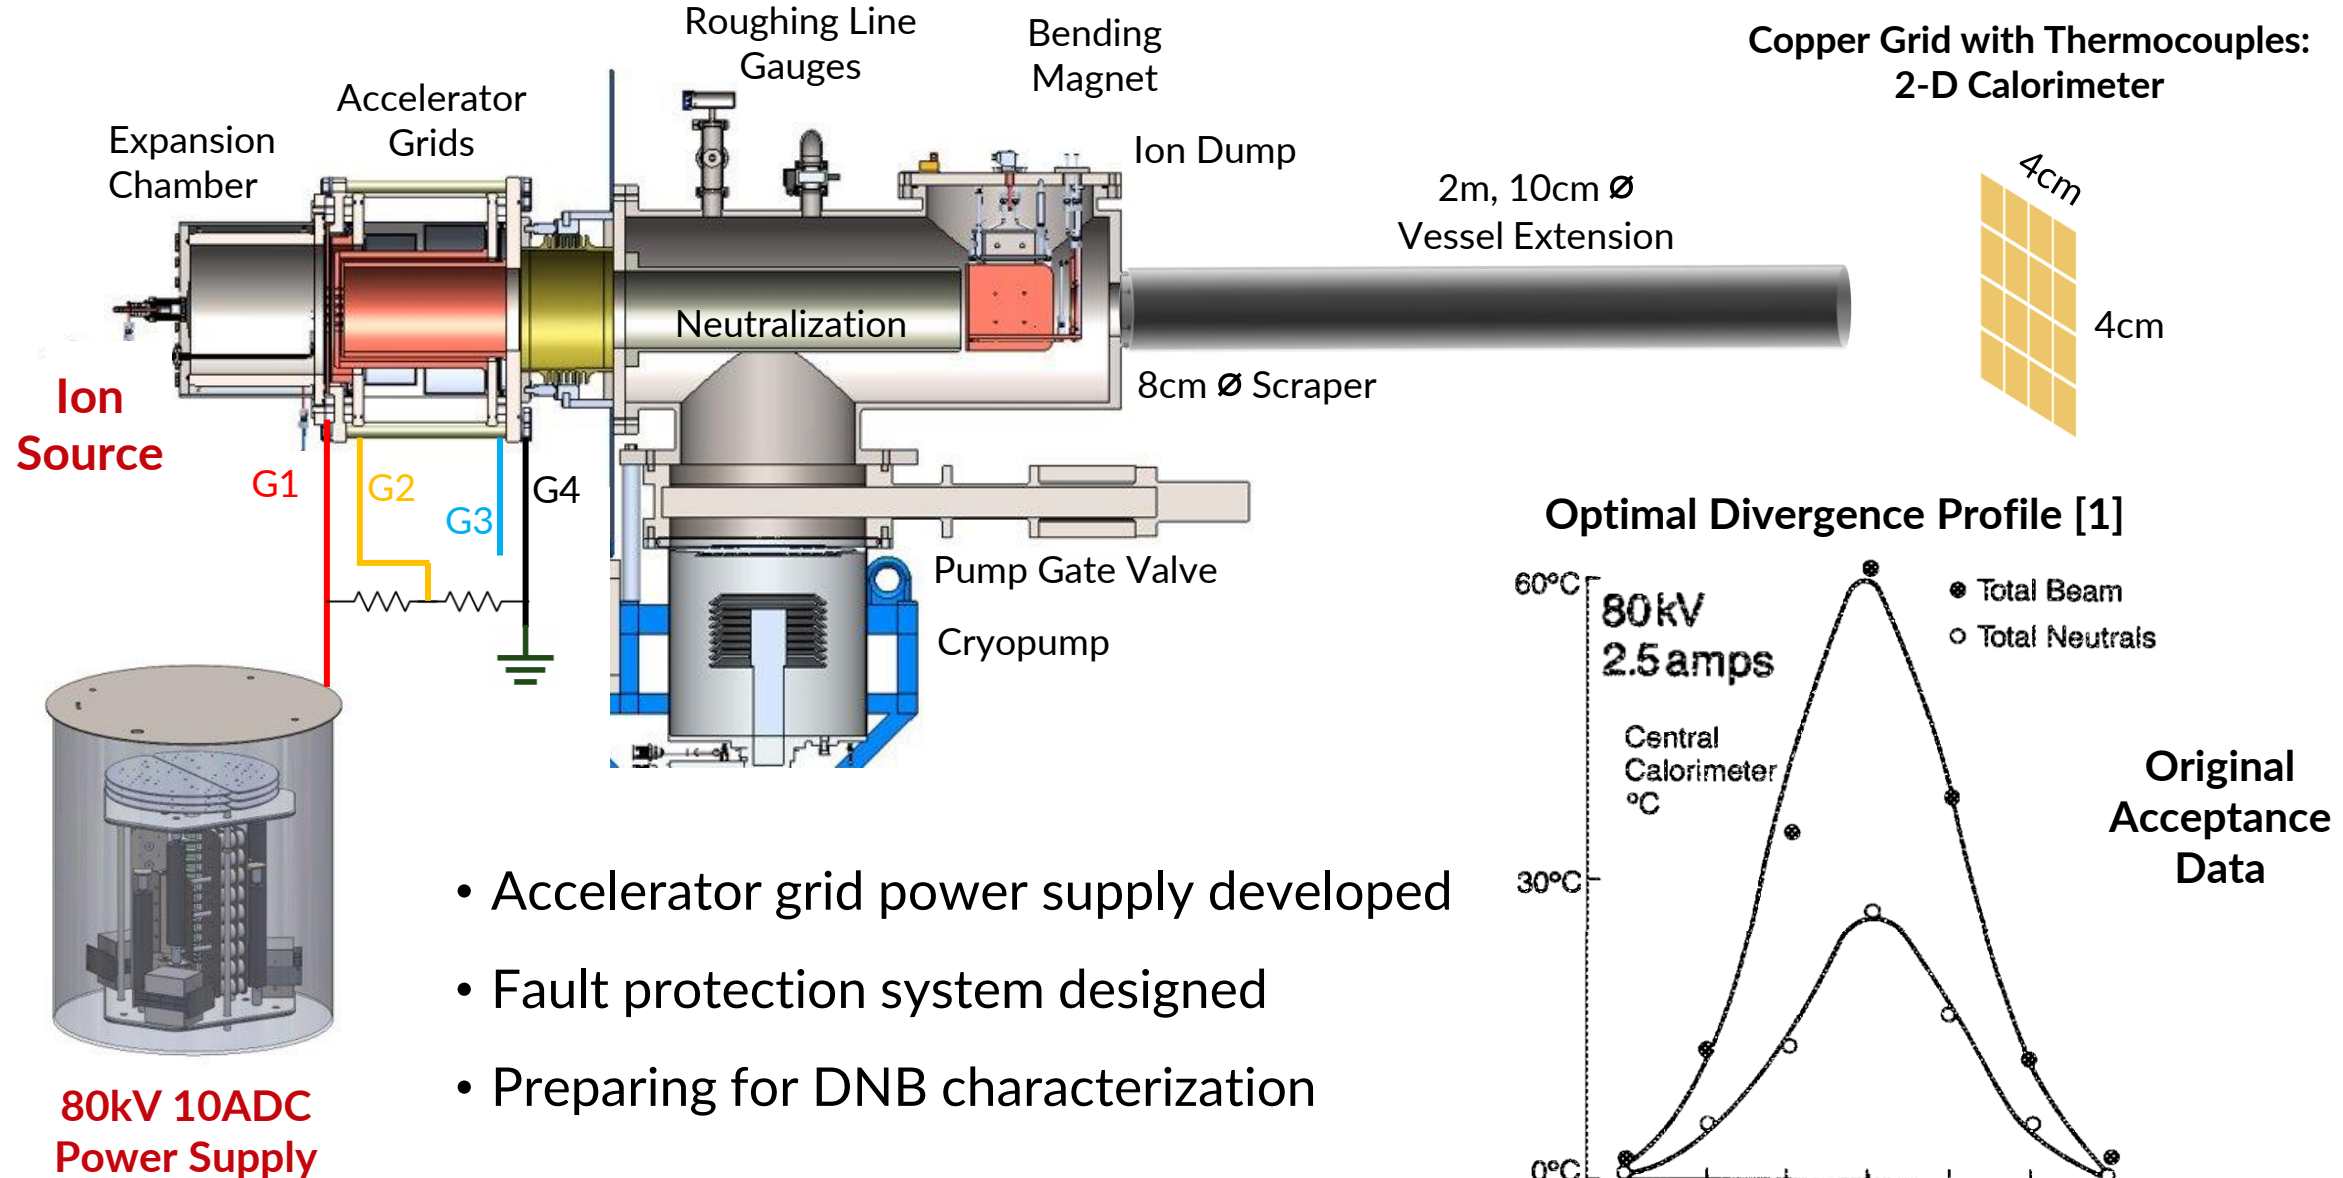 Roughing Line
Gauges
Bending
Magnet
Copper Grid with Thermocouples:
2-D Calorimeter
Accelerator
Grids
Expansion
Chamber
Ion Dump
2m, 10cm Ø
Vessel Extension
4cm
4cm
Neutralization
8cm Ø Scraper
Ion
Source
G1
G2
G3
G4
Pump Gate Valve
Cryopump
Optimal Divergence Profile [1]
60°C
80kV
2.5amps
Total Beam
Total Neutrals
Central
Calorimeter
°C
30°C
0°C
Original
Acceptance
Data
• Accelerator grid power supply developed
• Fault protection system designed
• Preparing for DNB characterization
80kV 10ADC
Power Supply